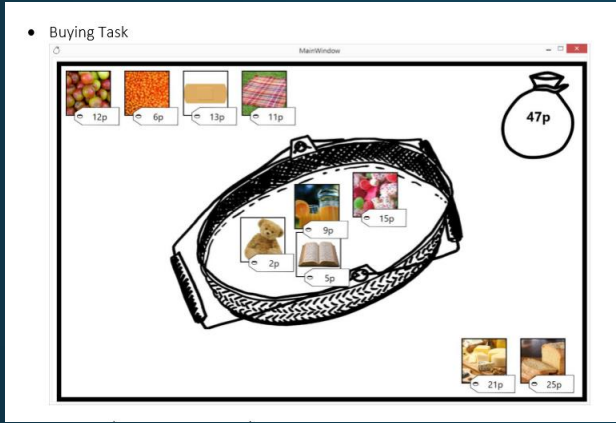 • Buying Task
MainWindow
12p 6p 13p 11p
47p
15p
9p
2p
5p
21p 25p